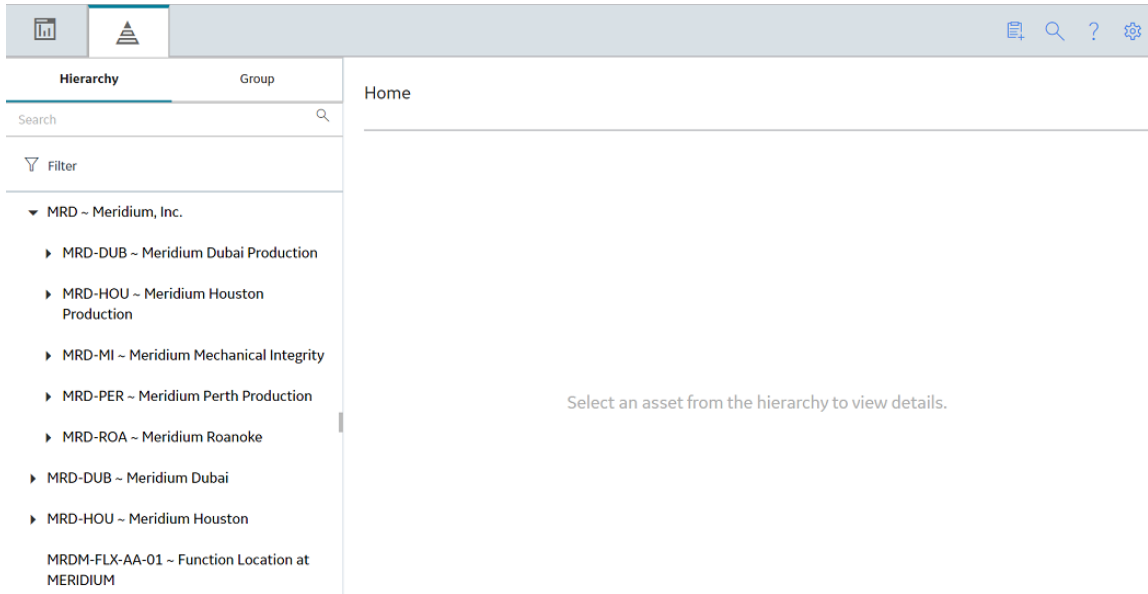 Hierarchy
Group
Search
Filter
MRD ~ Meridium, Inc.
MRD-DUB ~ Meridium Dubai Production
MRD-HOU ~ Meridium Houston
Production
MRD-MI ~ Meridium Mechanical Integrity
MRD-PER ~ Meridium Perth Production
MRD-ROA ~ Meridium Roanoke
MRD-DUB ~ Meridium Dubai
MRD-HOU ~ Meridium Houston
MRDM-FLX-AA-01 ~ Function Location at
MERIDIUM
Home
Select an asset from the hierarchy to view details.